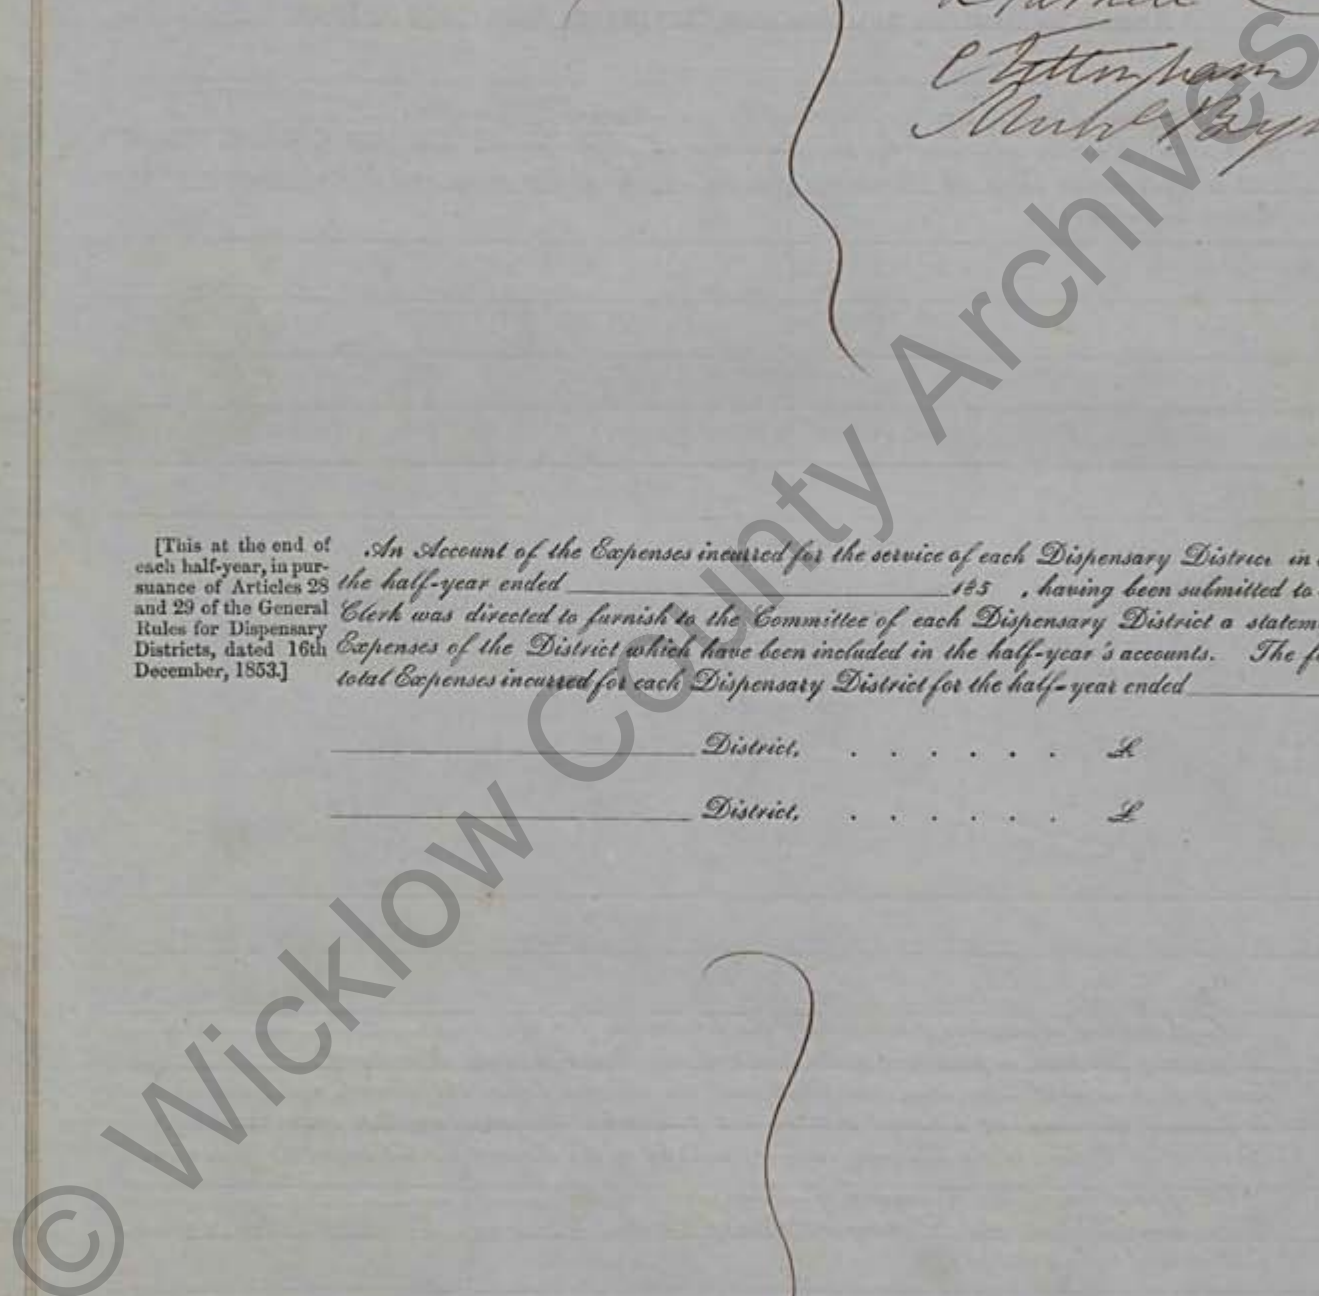 C Tottenham
[This at the end of
each half-year, in pur-
suance of Articles 28
and 29 of the General
Rules for Dispensary
Districts, dated 16th
December, 1853.]
An Account of the Expenses incurred for the service of each Dispensary District in
the half-year ended 185 , having been submitted to
Clerk was directed to furnish to the Committee of each Dispensary District a statem
Expenses of the District which have been included in the half-year's accounts. The f
total Expenses incurred for each Dispensary District for the half-year ended
District, . . . . . . £
District, . . . . . . £
© Wicklow County Archives